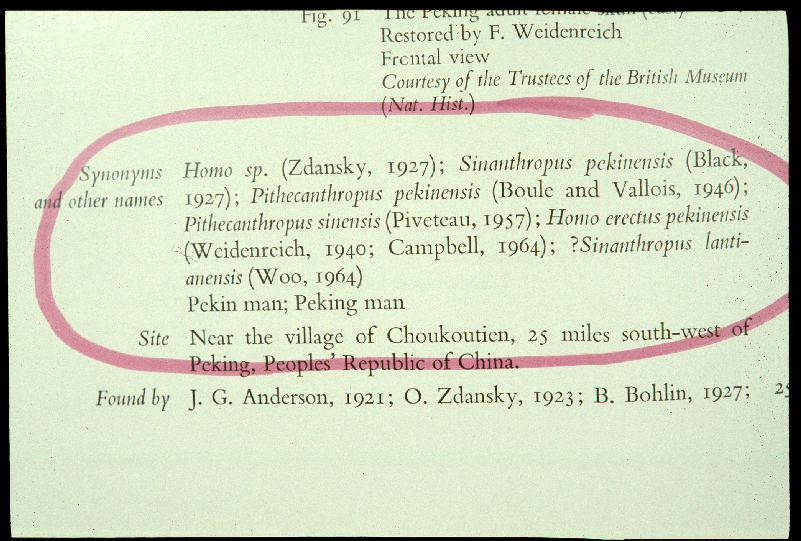 Fig. 91 The Peking adult female skull (cast)
Restored by F. Weidenreich
Frontal view
Courtesy of the Trustees of the British Museum
(Nat. Hist.)
Synonyms Homo sp. (Zdansky, 1927); Sinanthropus pekinensis (Black,
and other names 1927); Pithecanthropus pekinensis (Boule and Vallois, 1946);
Pithecanthropus sinensis (Piveteau, 1957); Homo erectus pekinensis
(Weidenreich, 1940; Campbell, 1964); ?Sinanthropus lanti-
anensis (Woo, 1964)
Pekin man; Peking man
Site Near the village of Choukoutien, 25 miles south-west of
Peking, Peoples' Republic of China.
Found by J. G. Anderson, 1921; O. Zdansky, 1923; B. Bohlin, 1927;